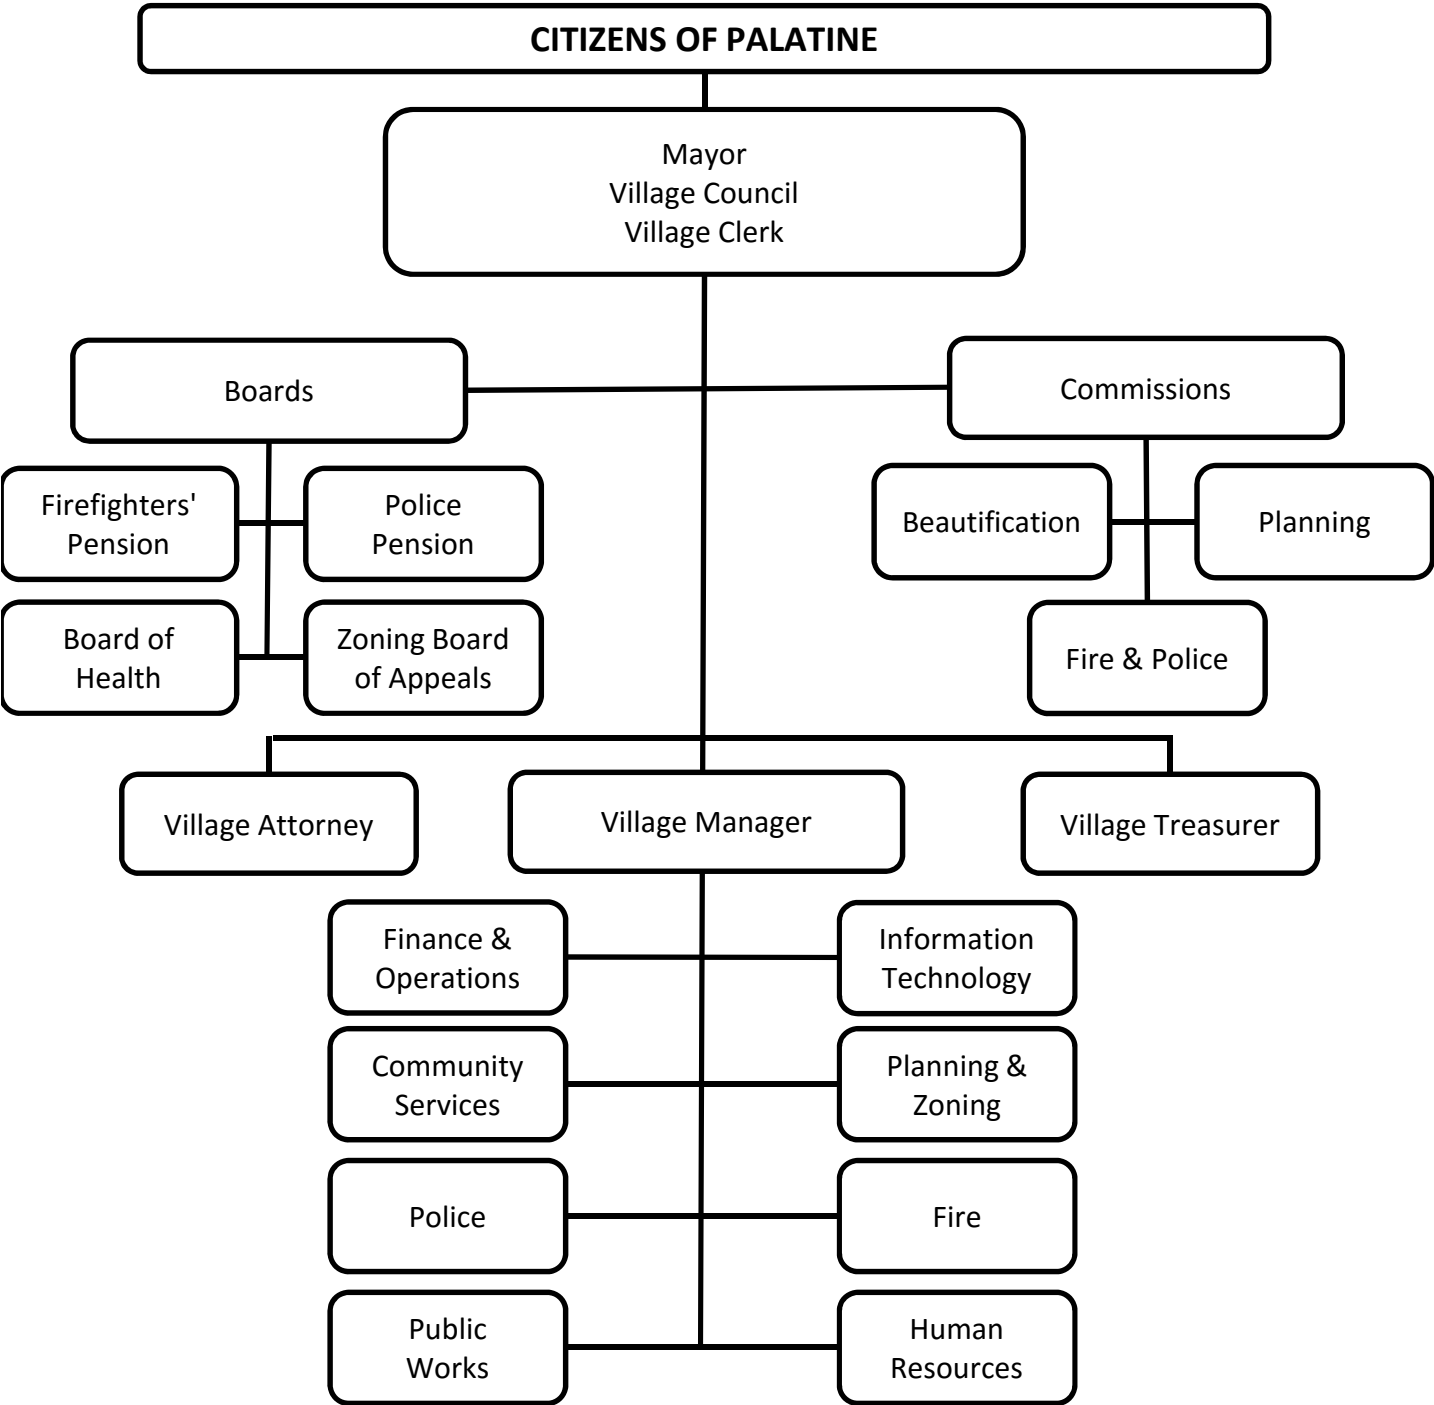 CITIZENS OF PALATINE
Mayor
Village Council
Village Clerk
Boards
Commissions
Firefighters'
Pension
Police
Pension
Beautification
Planning
Board of
Health
Zoning Board
of Appeals
Fire & Police
Village Attorney
Village Manager
Village Treasurer
Finance &
Operations
Information
Technology
Community
Services
Planning &
Zoning
Police
Fire
Public
Works
Human
Resources